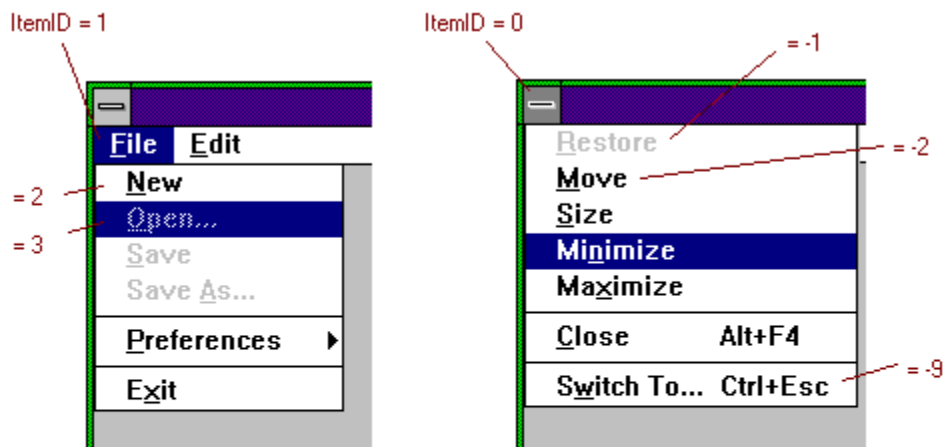 ItemID = 1
File Edit
= 2
New
= 3
Open...
Save
Save As...
Preferences
Exit
ItemID = 0
= -1
Restore
= -2
Move
Size
Minimize
Maximize
Close Alt+F4
Switch To... Ctrl+Esc
= -9